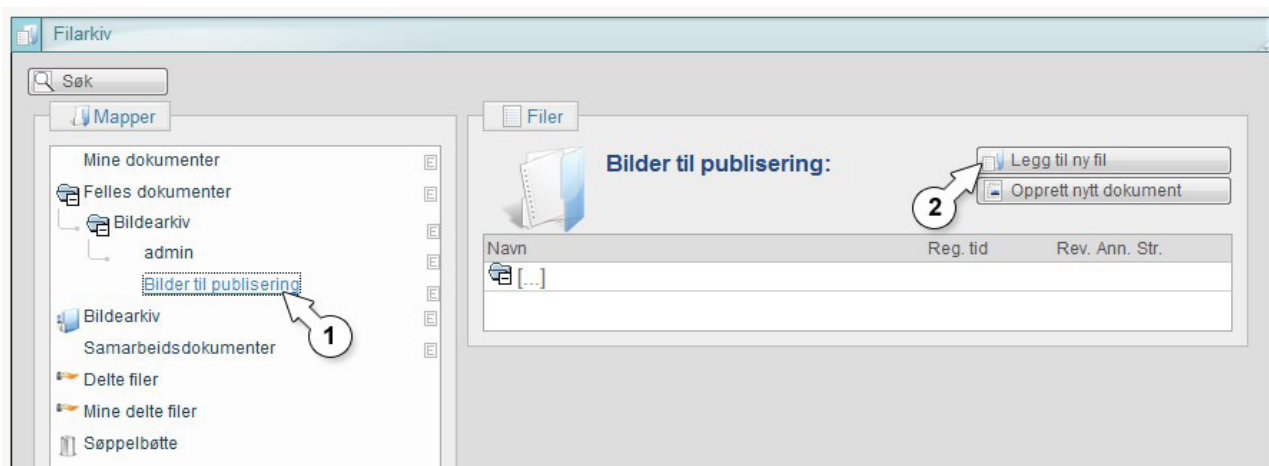 Filarkiv
Søk
Mapper
Mine dokumenter E
Felles dokumenter E
Bildearkiv E
admin E
Bilder til publisering E
1
Bildearkiv E
Samarbeidsdokumenter E
Delte filer
Mine delte filer
Søppelbøtte
Filer
Bilder til publisering:
Legg til ny fil
2
Opprett nytt dokument
Navn Reg. tid Rev. Ann. Str.
[...]